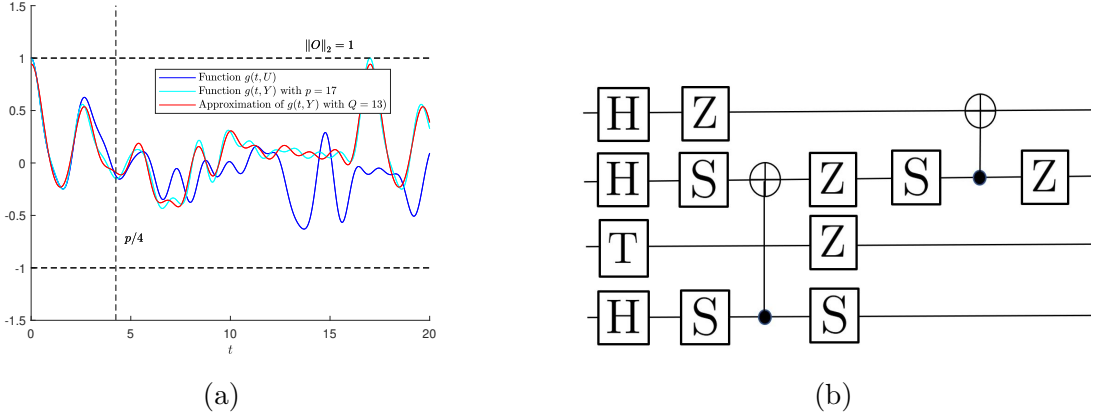 1.5
1
0.5
0
-0.5
-1
-1.5
‖O‖₂ = 1
Function g(t, U)
Function g(t, Y) with p = 17
Approximation of g(t, Y) with Q = 13)
p/4
0 5 10 15 20
t
(a)
H Z
H S Z S Z
T Z
H S S
(b)